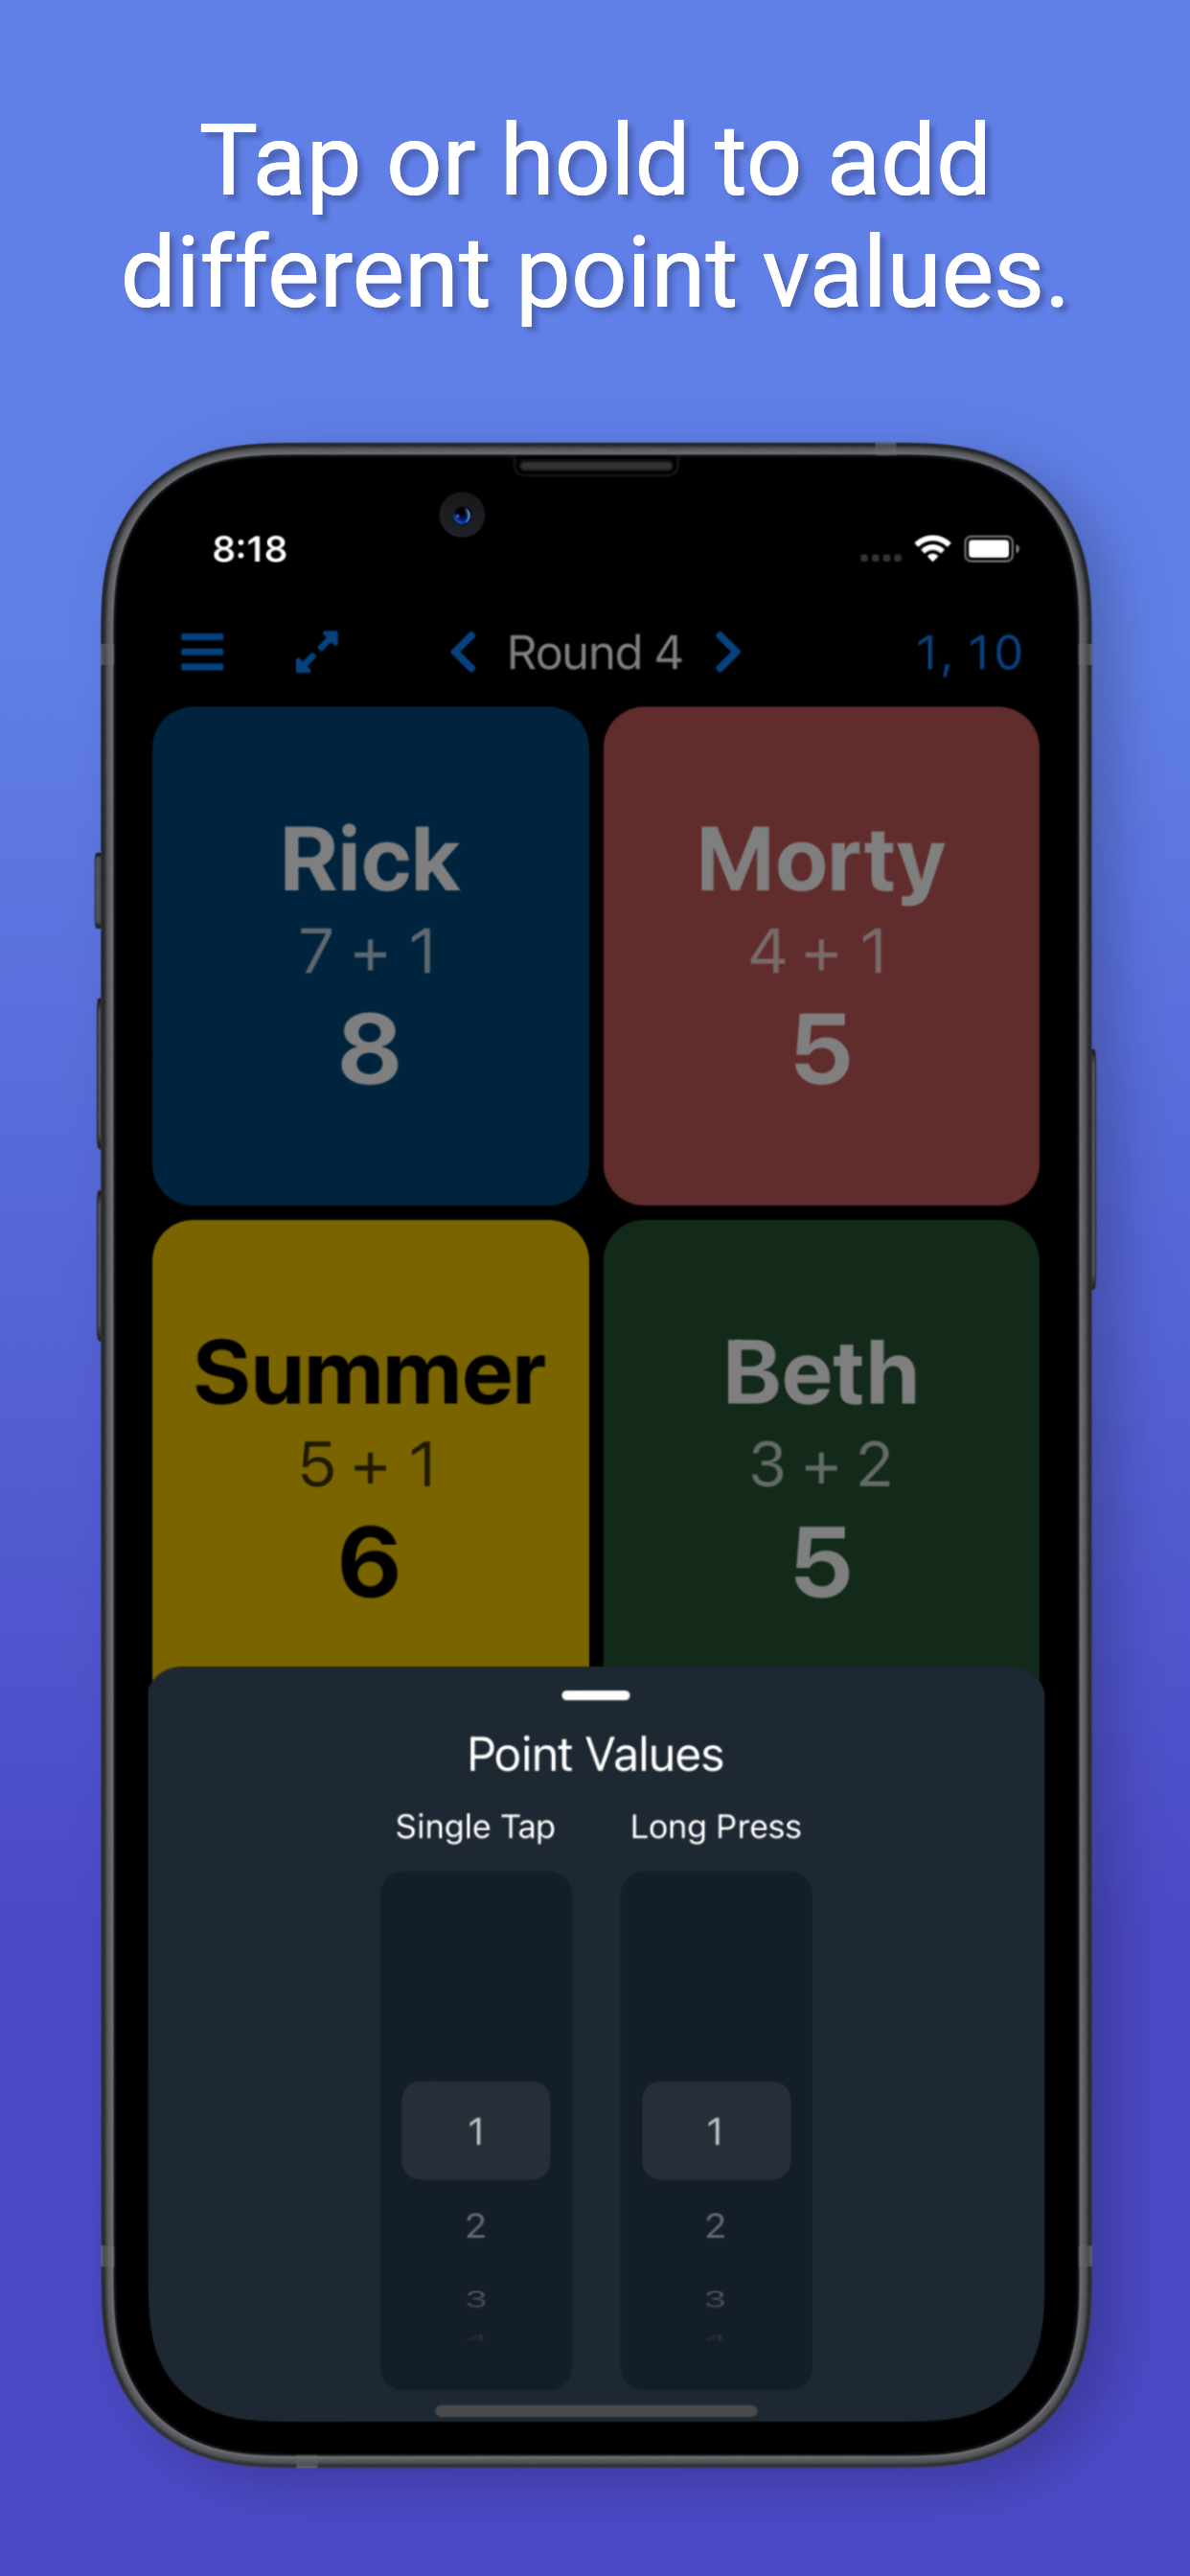 Tap or hold to add
different point values.
8:18
Round 4
1, 10
Rick
7 + 1
8
Morty
4 + 1
5
Summer
5 + 1
6
Beth
3 + 2
5
Point Values
Single Tap
Long Press
1
2
3
4
1
2
3
4